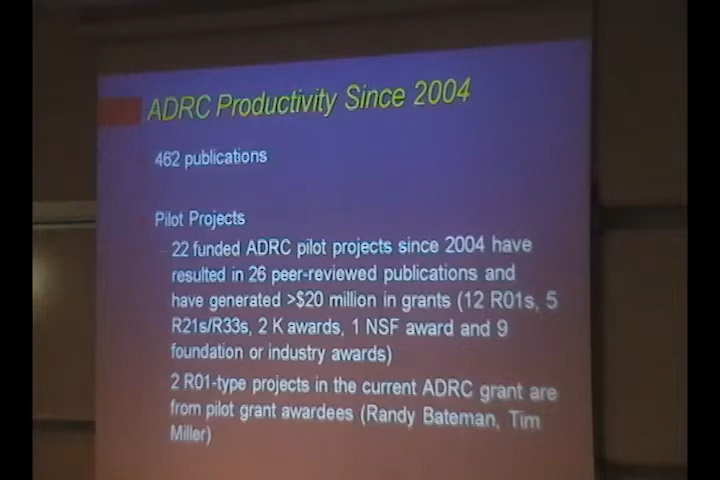 ADRC Productivity Since 2004
462 publications
Pilot Projects
22 funded ADRC pilot projects since 2004 have
resulted in 26 peer-reviewed publications and
have generated >$20 million in grants (12 R01s, 5
R21s/R33s, 2 K awards, 1 NSF award and 9
foundation or industry awards)
2 R01-type projects in the current ADRC grant are
from pilot grant awardees (Randy Bateman, Tim
Miller)